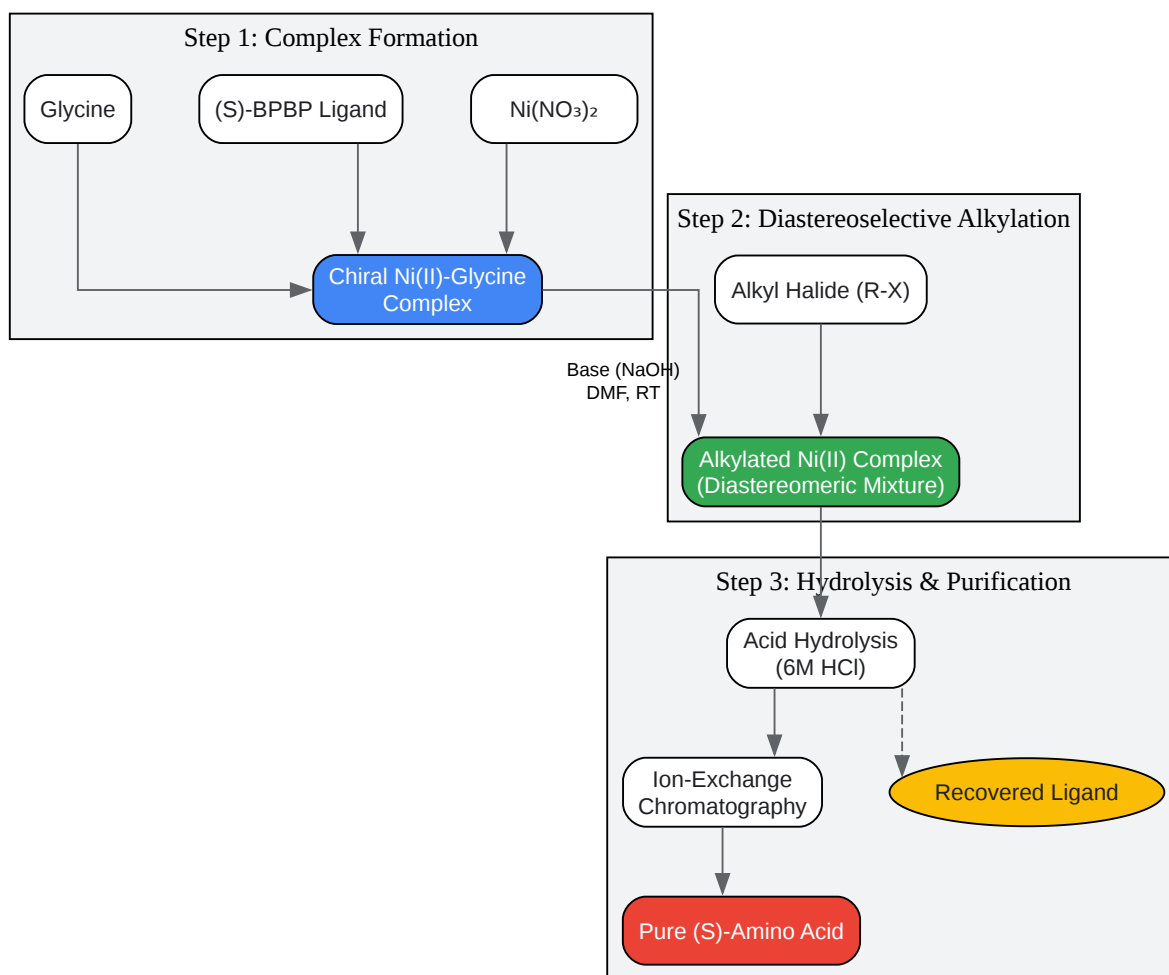 Step 1: Complex Formation
Glycine
(S)-BPBP Ligand
Ni(NO₃)₂
Chiral Ni(II)-Glycine
Complex
Step 2: Diastereoselective Alkylation
Alkyl Halide (R-X)
Base (NaOH)
DMF, RT
Alkylated Ni(II) Complex
(Diastereomeric Mixture)
Step 3: Hydrolysis & Purification
Acid Hydrolysis
(6M HCl)
Ion-Exchange
Chromatography
Recovered Ligand
Pure (S)-Amino Acid